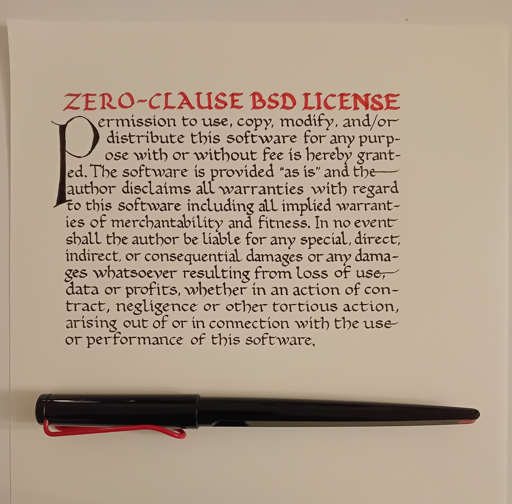 ZERO-CLAUSE BSD LICENSE
Permission to use, copy, modify, and/or
distribute this software for any purp-
ose with or without fee is hereby grant-
ed. The software is provided "as is" and the
author disclaims all warranties with regard
to this software including all implied warrant-
ies of merchantability and fitness. In no event
shall the author be liable for any special, direct,
indirect, or consequential damages or any dama-
ges whatsoever resulting from loss of use,
data or profits, whether in an action of con-
tract, negligence or other tortious action,
arising out of or in connection with the use
or performance of this software.